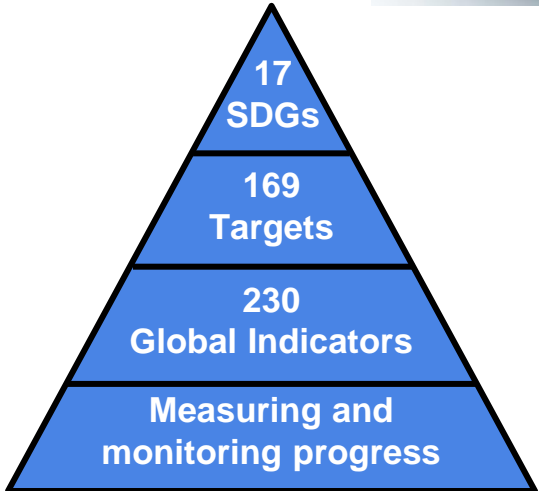 17
SDGs
169
Targets
230
Global Indicators
Measuring and
monitoring progress